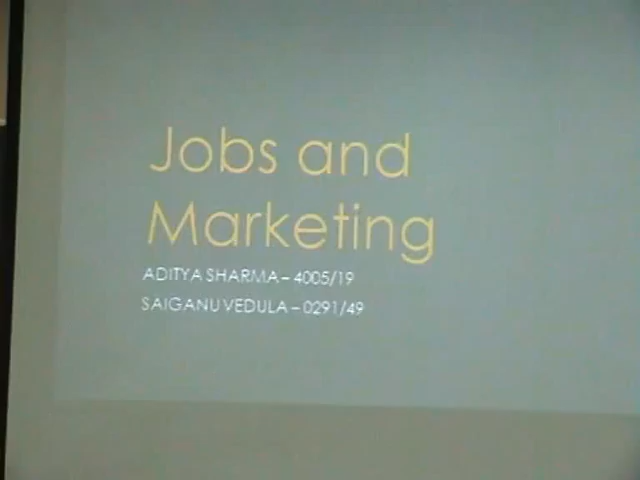 Jobs and
Marketing
ADITYA SHARMA – 4005/19
SAIGANU VEDULA – 0291/49